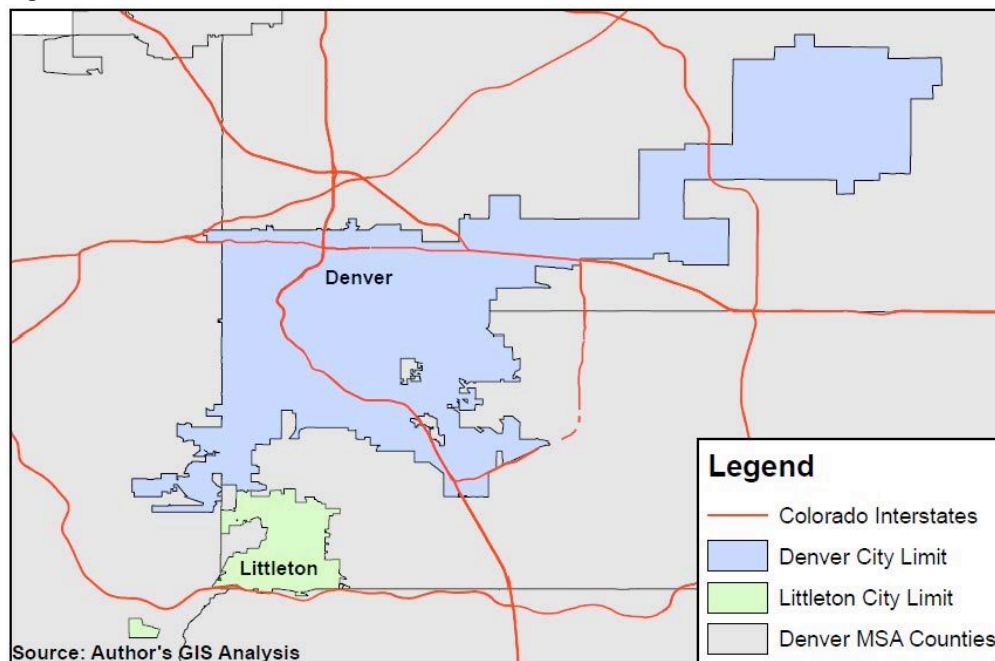 Denver
Littleton
Legend
Colorado Interstates
Denver City Limit
Littleton City Limit
Denver MSA Counties
Source: Author's GIS Analysis